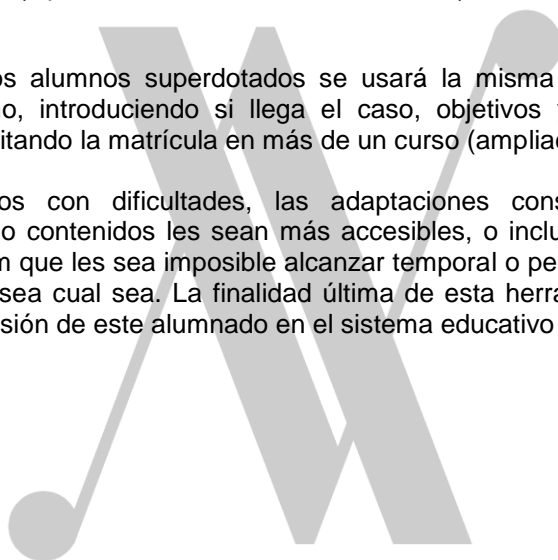 os alumnos superdotados se usará la misma
o, introduciendo si llega el caso, objetivos
itando la matrícula en más de un curso (ampliac
os con dificultades, las adaptaciones cons
o contenidos les sean más accesibles, o inclu
m que les sea imposible alcanzar temporal o pe
sea cual sea. La finalidad última de esta herra
sión de este alumnado en el sistema educativo